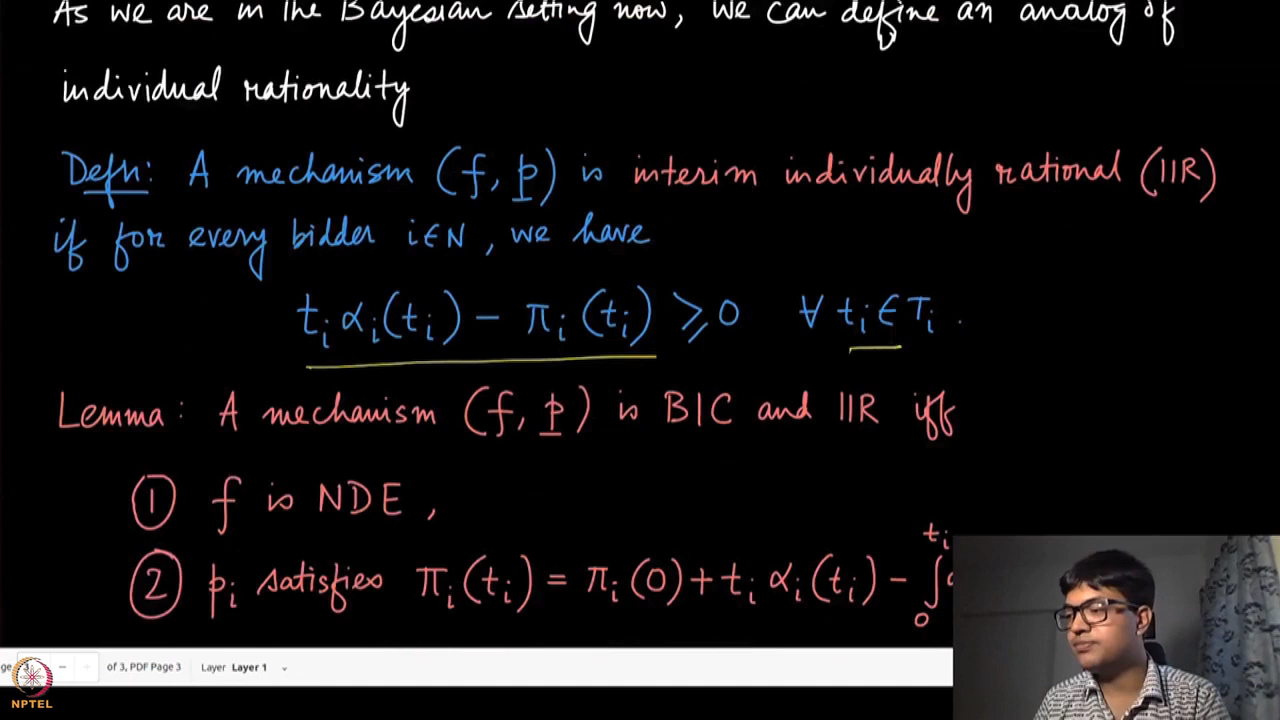 As we are in the Bayesian setting now, we can define an analog of
individual rationality
Defn: A mechanism (f, p) is interim individually rational (IIR)
if for every bidder i∈N, we have
tᵢαᵢ(tᵢ) − πᵢ(tᵢ) ⩾ 0 ∀ tᵢ∈Tᵢ.
Lemma: A mechanism (f, p) is BIC and IIR iff
① f is NDE,
② pᵢ satisfies πᵢ(tᵢ) = πᵢ(0) + tᵢ αᵢ(tᵢ) − ∫₀^tᵢ
3 of 3, PDF Page 3 Layer Layer 1
NPTEL